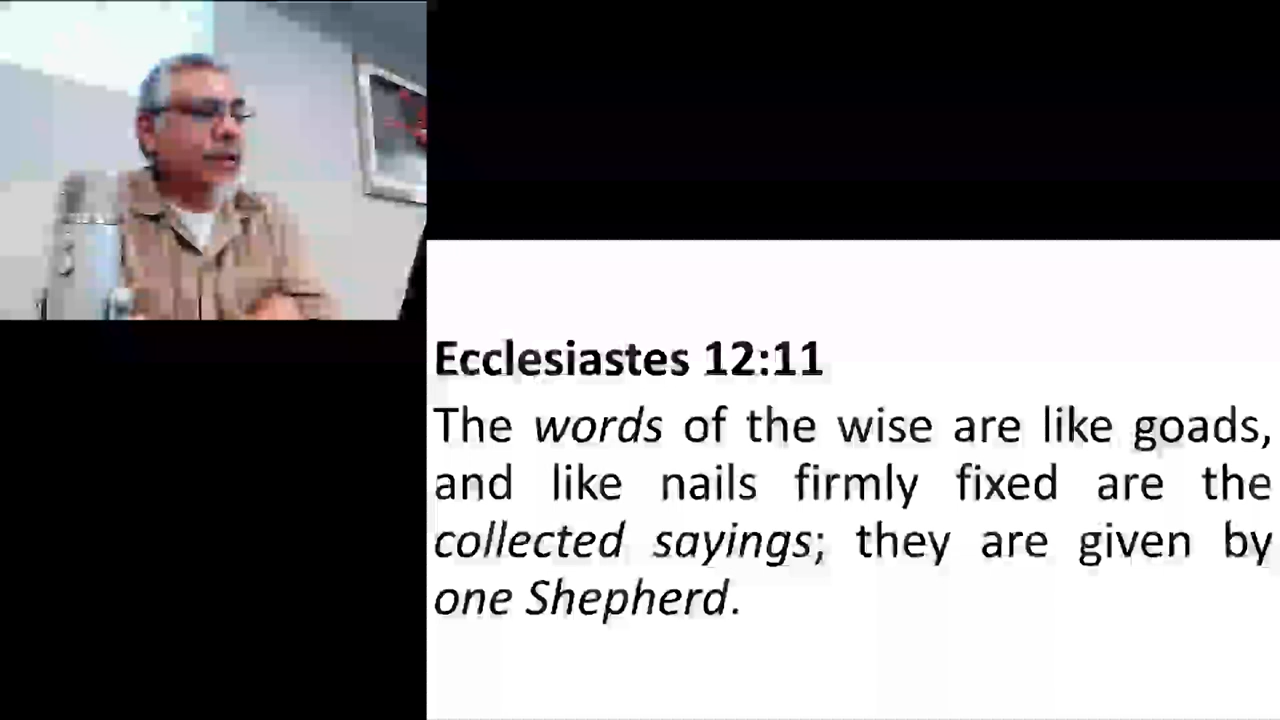 Ecclesiastes 12:11
The words of the wise are like goads,
and like nails firmly fixed are the
collected sayings; they are given by
one Shepherd.